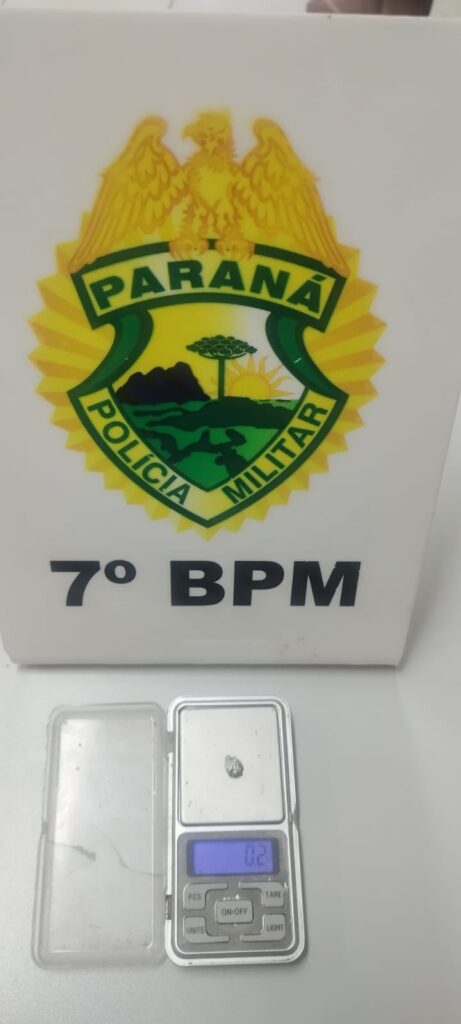 PARANÁ
POLÍCIA MILITAR
7º BPM
0.2
PCS TARE
ON•OFF
UNITS LIGHT